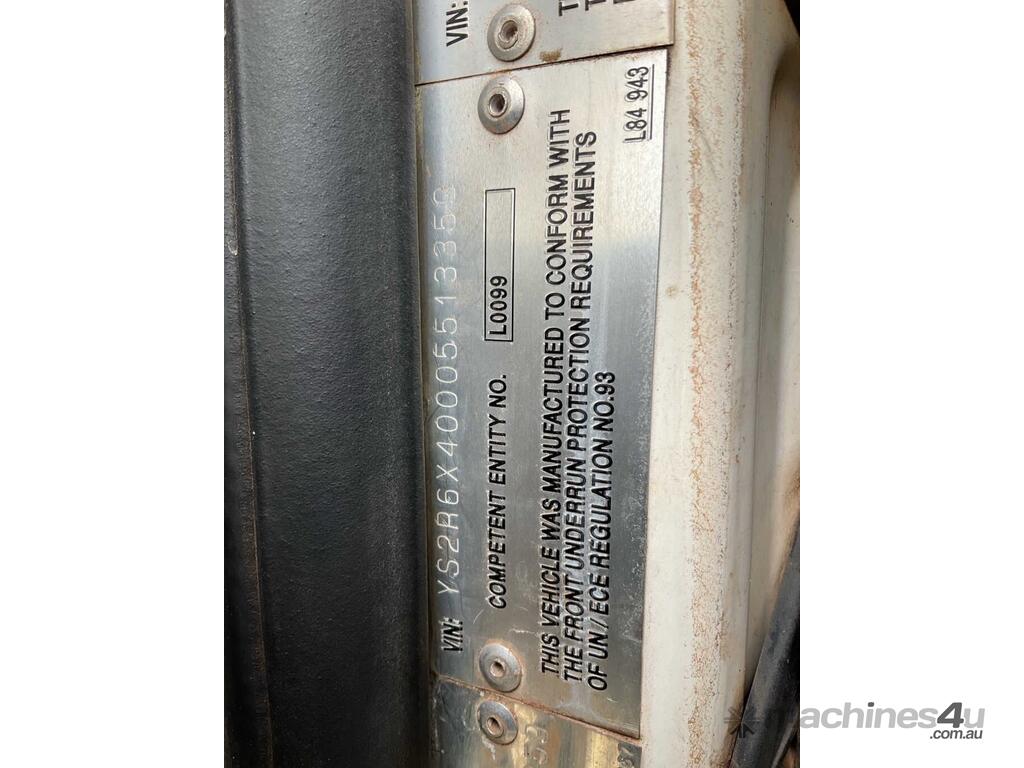 VIN:
VIN: YS2R6X40005513359
COMPETENT ENTITY NO. L0099
THIS VEHICLE WAS MANUFACTURED TO CONFORM WITH
THE FRONT UNDERRUN PROTECTION REQUIREMENTS
OF UN//ECE REGULATION NO.93
L84 943
machines4u
.com.au